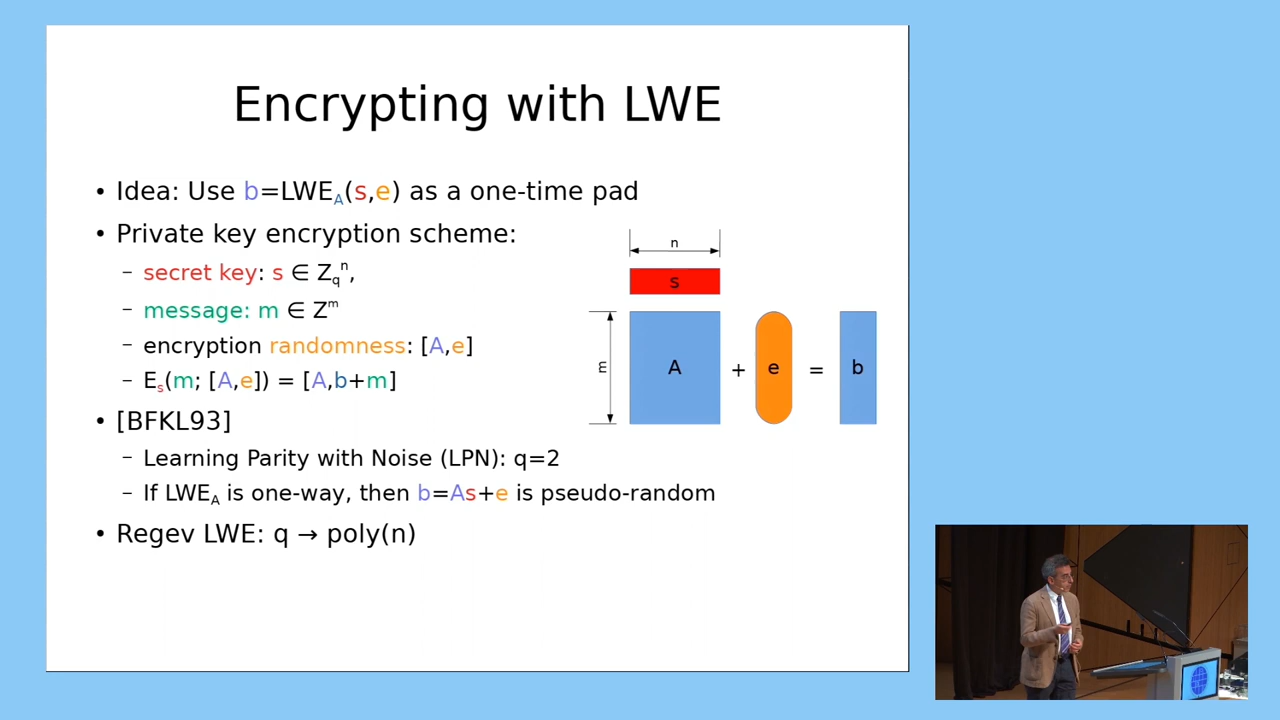 Encrypting with LWE
• Idea: Use b=LWE_A(s,e) as a one-time pad
• Private key encryption scheme:
– secret key: s ∈ Z_q^n,
– message: m ∈ Z^m
– encryption randomness: [A,e]
– E_s(m; [A,e]) = [A,b+m]
• [BFKL93]
– Learning Parity with Noise (LPN): q=2
– If LWE_A is one-way, then b=As+e is pseudo-random
• Regev LWE: q → poly(n)
n
s
m
A + e = b